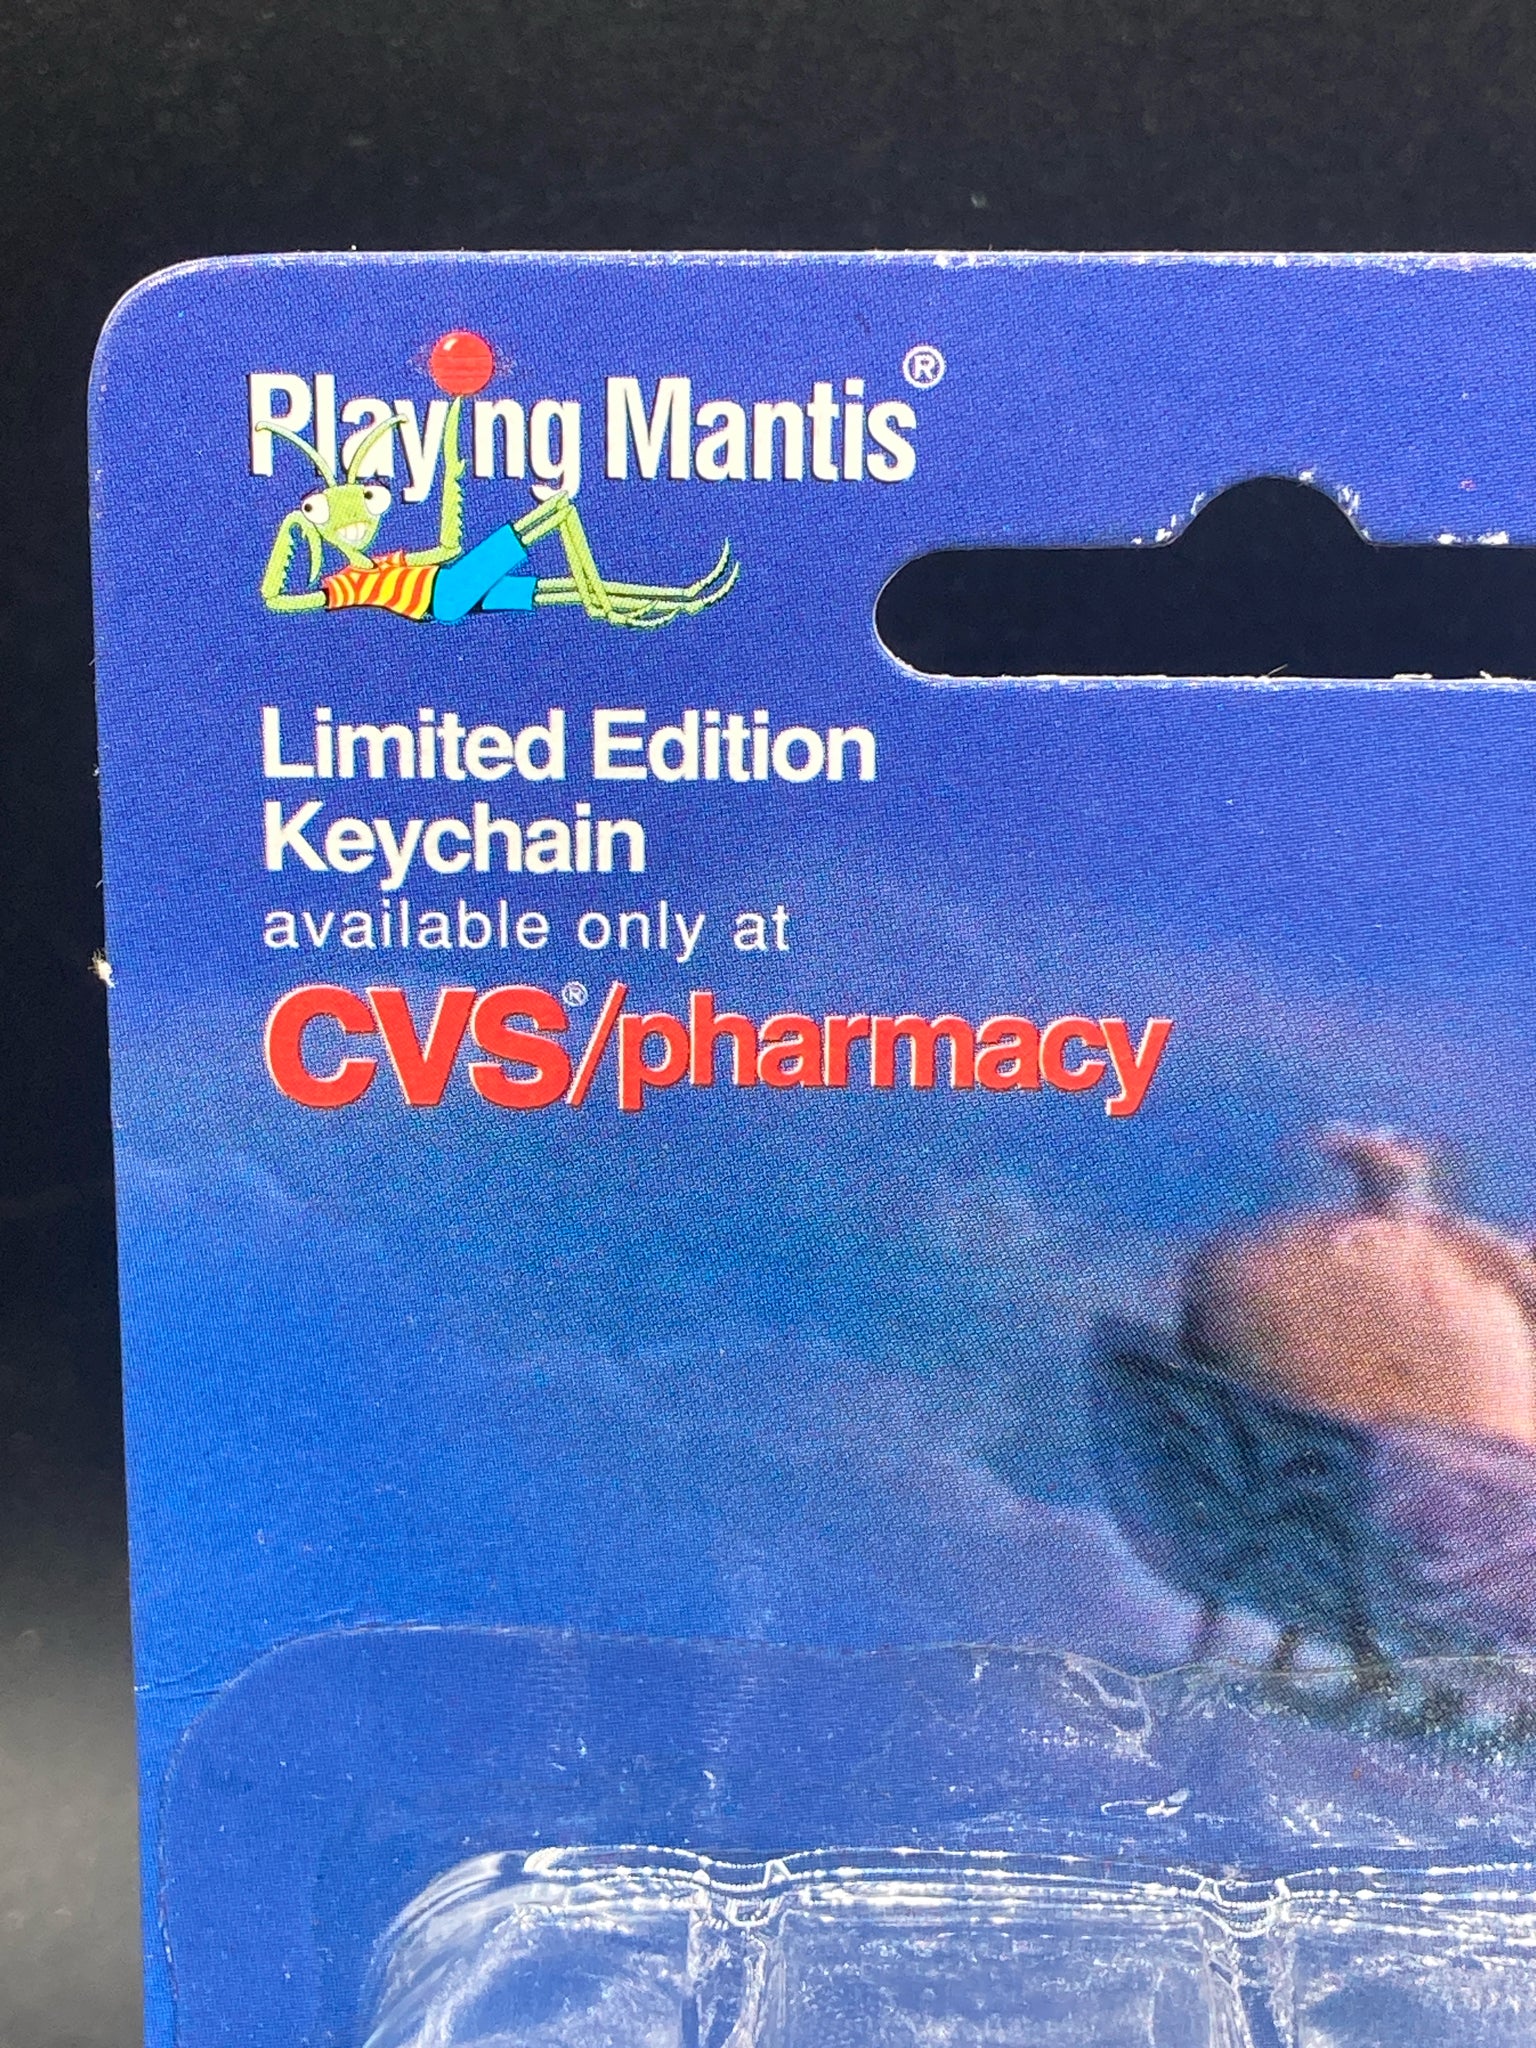 Playing Mantis®
Limited Edition
Keychain
available only at
CVS®/pharmacy